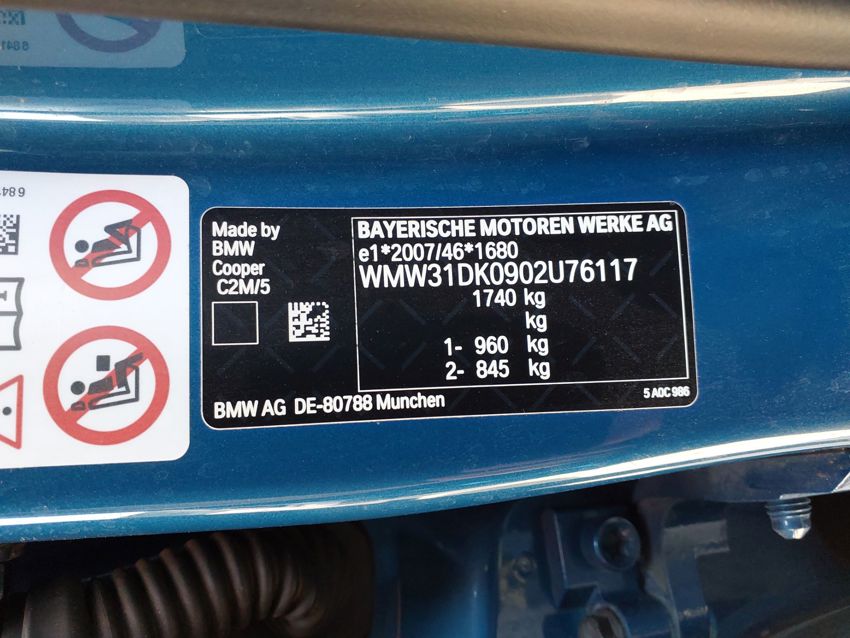 Made by
BMW
Cooper
C2M/5
BAYERISCHE MOTOREN WERKE AG
e1*2007/46*1680
WMW31DK0902U76117
1740 kg
kg
1- 960 kg
2- 845 kg
BMW AG DE-80788 Munchen
5 A0C 986